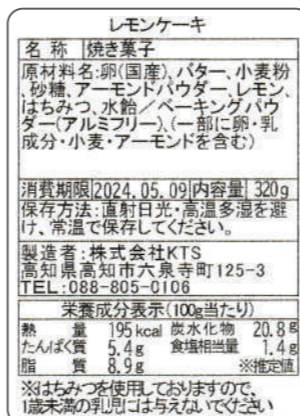 レモンケーキ
名 称 焼き菓子
原材料名:卵(国産)、バター、小麦粉
、砂糖、アーモンドパウダー、レモン、
はちみつ、水飴／ベーキングパウ
ダー(アルミフリー)、(一部に卵・乳
成分・小麦・アーモンドを含む)
消費期限 2024.05.09 内容量 320g
保存方法:直射日光・高温多湿を避
け、常温で保存してください。
製造者:株式会社KTS
高知県高知市六泉寺町125-3
TEL:088-805-0106
栄養成分表示(100g当たり)
熱 量 195kcal 炭水化物 20.8g
たんぱく質 5.4g 食塩相当量 1.4g
脂 質 8.9g ※推定値
※はちみつを使用しておりますので、
1歳未満の乳児には与えないでください